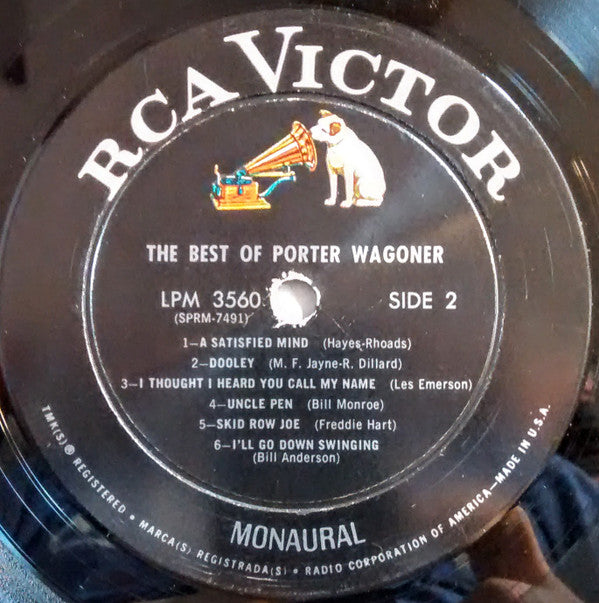 RCA VICTOR
THE BEST OF PORTER WAGONER
LPM 3560 SIDE 2
(SPRM-7491)
1—A SATISFIED MIND (Hayes-Rhoads)
2—DOOLEY (M. F. Jayne-R. Dillard)
3—I THOUGHT I HEARD YOU CALL MY NAME (Les Emerson)
4—UNCLE PEN (Bill Monroe)
5—SKID ROW JOE (Freddie Hart)
6—I'LL GO DOWN SWINGING
(Bill Anderson)
MONAURAL
TMK(S) ® REGISTERED • MARCA(S) REGISTRADA(S) • RADIO CORPORATION OF AMERICA—MADE IN U.S.A.